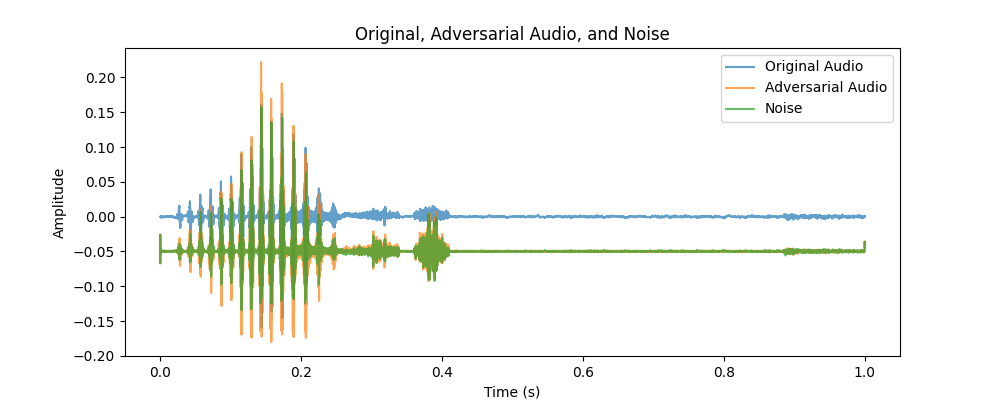 Original, Adversarial Audio, and Noise
Original Audio
Adversarial Audio
Noise
Amplitude
0.20
0.15
0.10
0.05
0.00
−0.05
−0.10
−0.15
−0.20
0.0 0.2 0.4 0.6 0.8 1.0
Time (s)